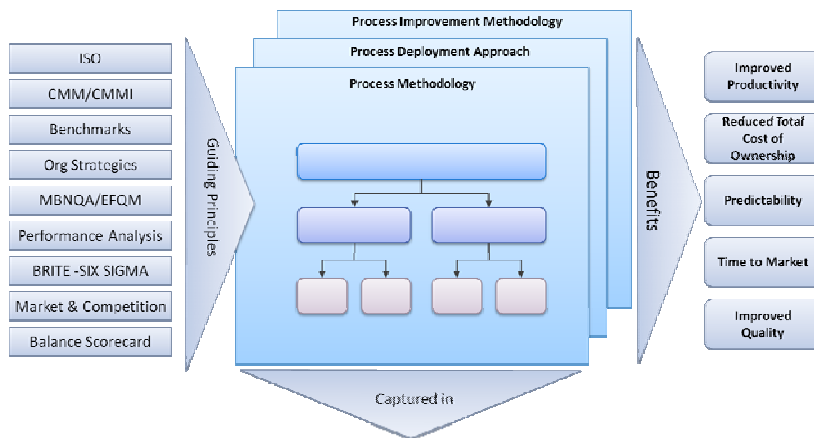 ISO
CMM/CMMI
Benchmarks
Org Strategies
MBNQA/EFQM
Performance Analysis
BRITE -SIX SIGMA
Market & Competition
Balance Scorecard
Guiding Principles
Process Improvement Methodology
Process Deployment Approach
Process Methodology
Captured in
Benefits
Improved
Productivity
Reduced Total
Cost of
Ownership
Predictability
Time to Market
Improved
Quality